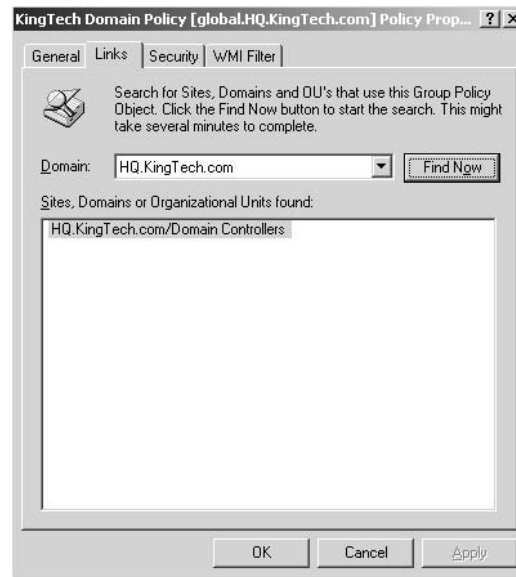 KingTech Domain Policy [global.HQ.KingTech.com] Policy Prop... ? X
General Links Security WMI Filter
Search for Sites, Domains and OU's that use this Group Policy
Object. Click the Find Now button to start the search. This might
take several minutes to complete.
Domain: HQ.KingTech.com Find Now
Sites, Domains or Organizational Units found:
HQ.KingTech.com/Domain Controllers
OK Cancel Apply